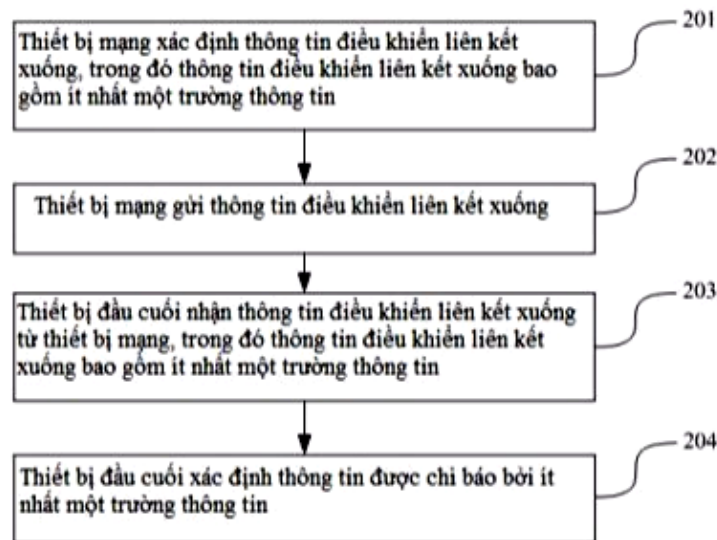 201
Thiết bị mạng xác định thông tin điều khiển liên kết
xuống, trong đó thông tin điều khiển liên kết xuống bao
gồm ít nhất một trường thông tin
202
Thiết bị mạng gửi thông tin điều khiển liên kết xuống
203
Thiết bị đầu cuối nhận thông tin điều khiển liên kết xuống
từ thiết bị mạng, trong đó thông tin điều khiển liên kết
xuống bao gồm ít nhất một trường thông tin
204
Thiết bị đầu cuối xác định thông tin được chỉ báo bởi ít
nhất một trường thông tin